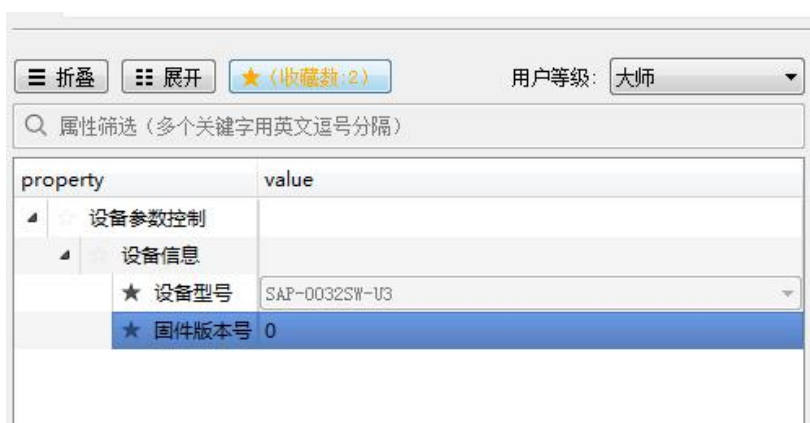 折叠 展开 (收藏数:2) 用户等级: 大师
属性筛选（多个关键字用英文逗号分隔）
property value
设备参数控制
设备信息
设备型号 SAP-0032SW-U3
固件版本号 0